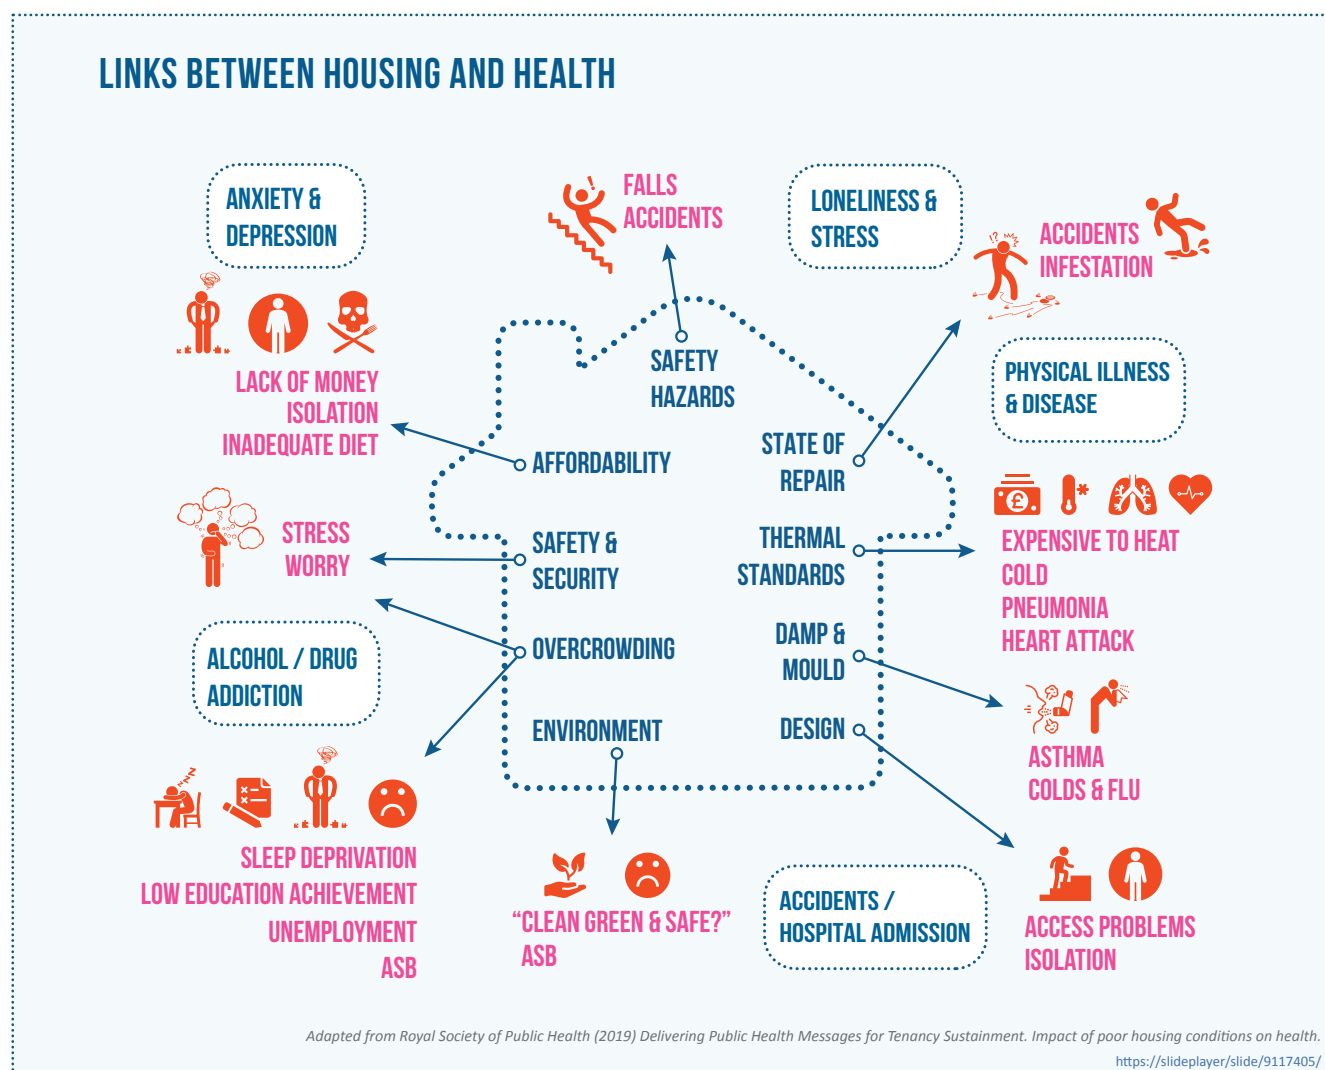 LINKS BETWEEN HOUSING AND HEALTH
ANXIETY &
DEPRESSION
FALLS
ACCIDENTS
LONELINESS &
STRESS
ACCIDENTS
INFESTATION
LACK OF MONEY
ISOLATION
INADEQUATE DIET
SAFETY
HAZARDS
PHYSICAL ILLNESS
& DISEASE
AFFORDABILITY
STATE OF
REPAIR
STRESS
WORRY
SAFETY &
SECURITY
THERMAL
STANDARDS
£
EXPENSIVE TO HEAT
COLD
PNEUMONIA
HEART ATTACK
ALCOHOL / DRUG
ADDICTION
OVERCROWDING
DAMP &
MOULD
ENVIRONMENT
DESIGN
ASTHMA
COLDS & FLU
ZZZZ
SLEEP DEPRIVATION
LOW EDUCATION ACHIEVEMENT
UNEMPLOYMENT
ASB
"CLEAN GREEN & SAFE?"
ASB
ACCIDENTS /
HOSPITAL ADMISSION
ACCESS PROBLEMS
ISOLATION
Adapted from Royal Society of Public Health (2019) Delivering Public Health Messages for Tenancy Sustainment. Impact of poor housing conditions on health.
https://slideplayer/slide/9117405/